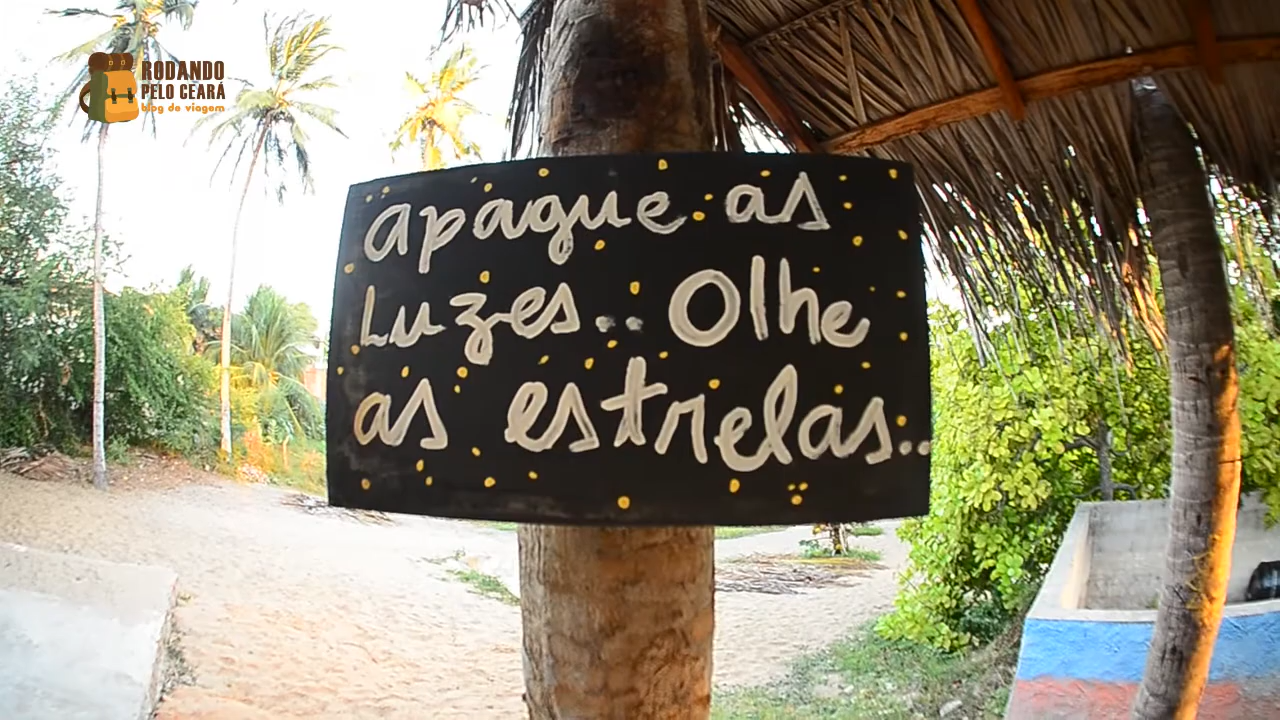 RODANDO
PELO CEARÁ
blog de viagem
apague as
Luzes.. Olhe
as estrelas..